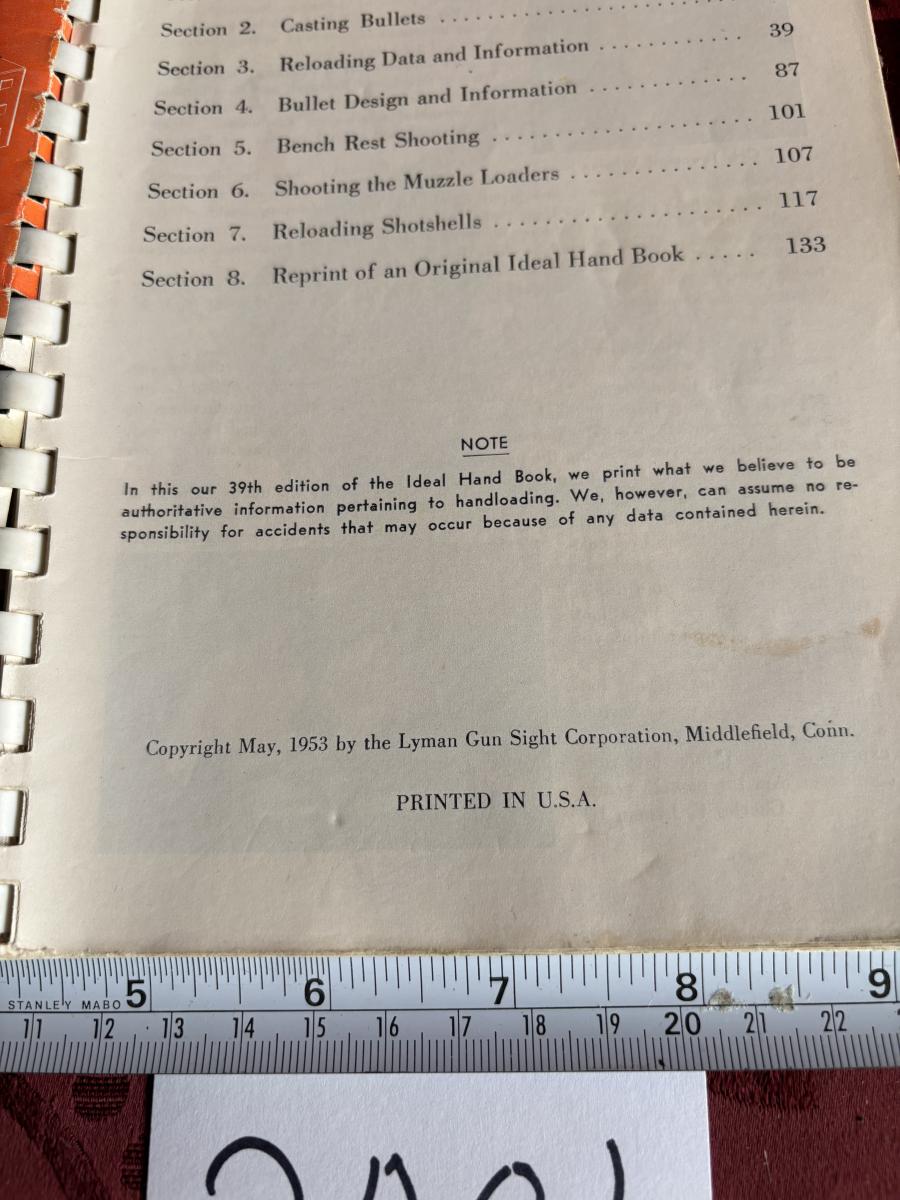 Section 2. Casting Bullets . . . . . . . . . . . . . . . . . . . . . .
Section 3. Reloading Data and Information . . . . . . . . . . . 39
Section 4. Bullet Design and Information . . . . . . . . . . . . 87
Section 5. Bench Rest Shooting . . . . . . . . . . . . . . . . . . . . 101
Section 6. Shooting the Muzzle Loaders . . . . . . . . . . . . . . 107
Section 7. Reloading Shotshells . . . . . . . . . . . . . . . . . . . . 117
Section 8. Reprint of an Original Ideal Hand Book . . . . . 133
NOTE
In this our 39th edition of the Ideal Hand Book, we print what we believe to be
authoritative information pertaining to handloading. We, however, can assume no re-
sponsibility for accidents that may occur because of any data contained herein.
Copyright May, 1953 by the Lyman Gun Sight Corporation, Middlefield, Conn.
PRINTED IN U.S.A.
STANLEY MABO 5 6 7 8 9
11 12 13 14 15 16 17 18 19 20 21 22